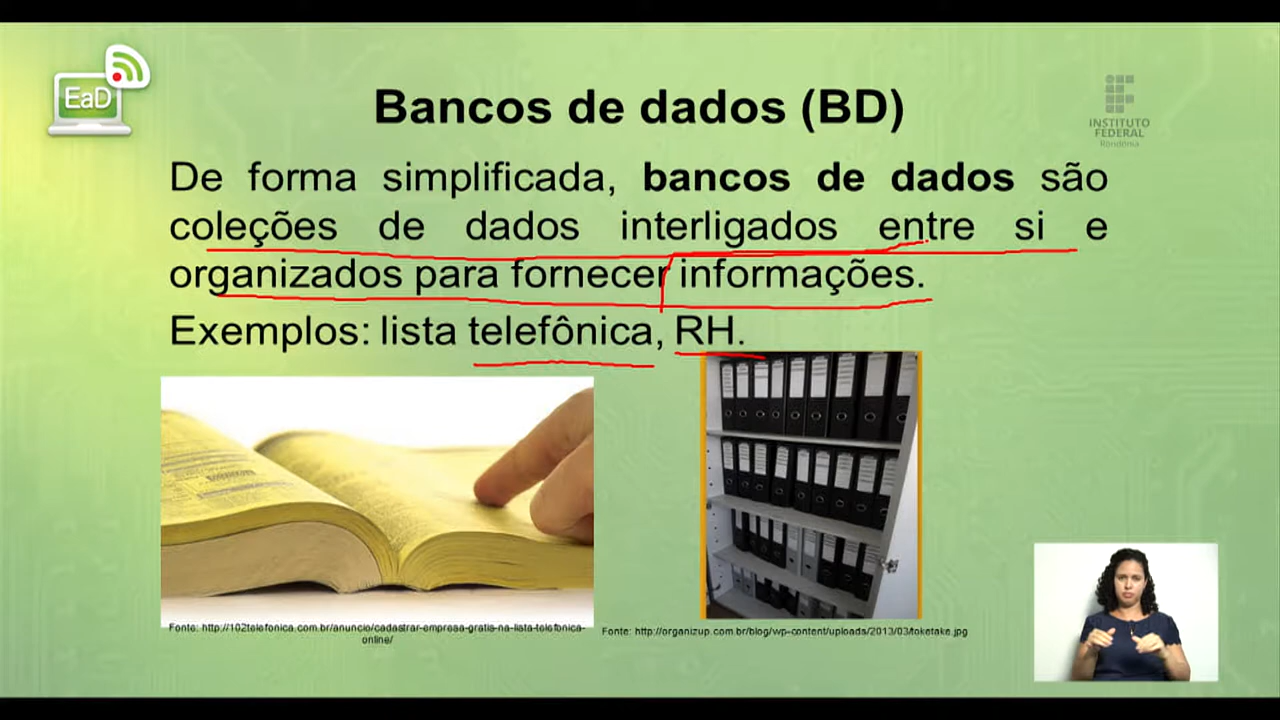 EaD
Bancos de dados (BD)
INSTITUTO
FEDERAL
Rondônia
De forma simplificada, bancos de dados são
coleções de dados interligados entre si e
organizados para fornecer informações.
Exemplos: lista telefônica, RH.
Fonte: http://102telefonica.com.br/anuncio/cadastrar-empresa-gratis-na-lista-telefonica-
online/
Fonte: http://organizup.com.br/blog/wp-content/uploads/2013/03/toketake.jpg